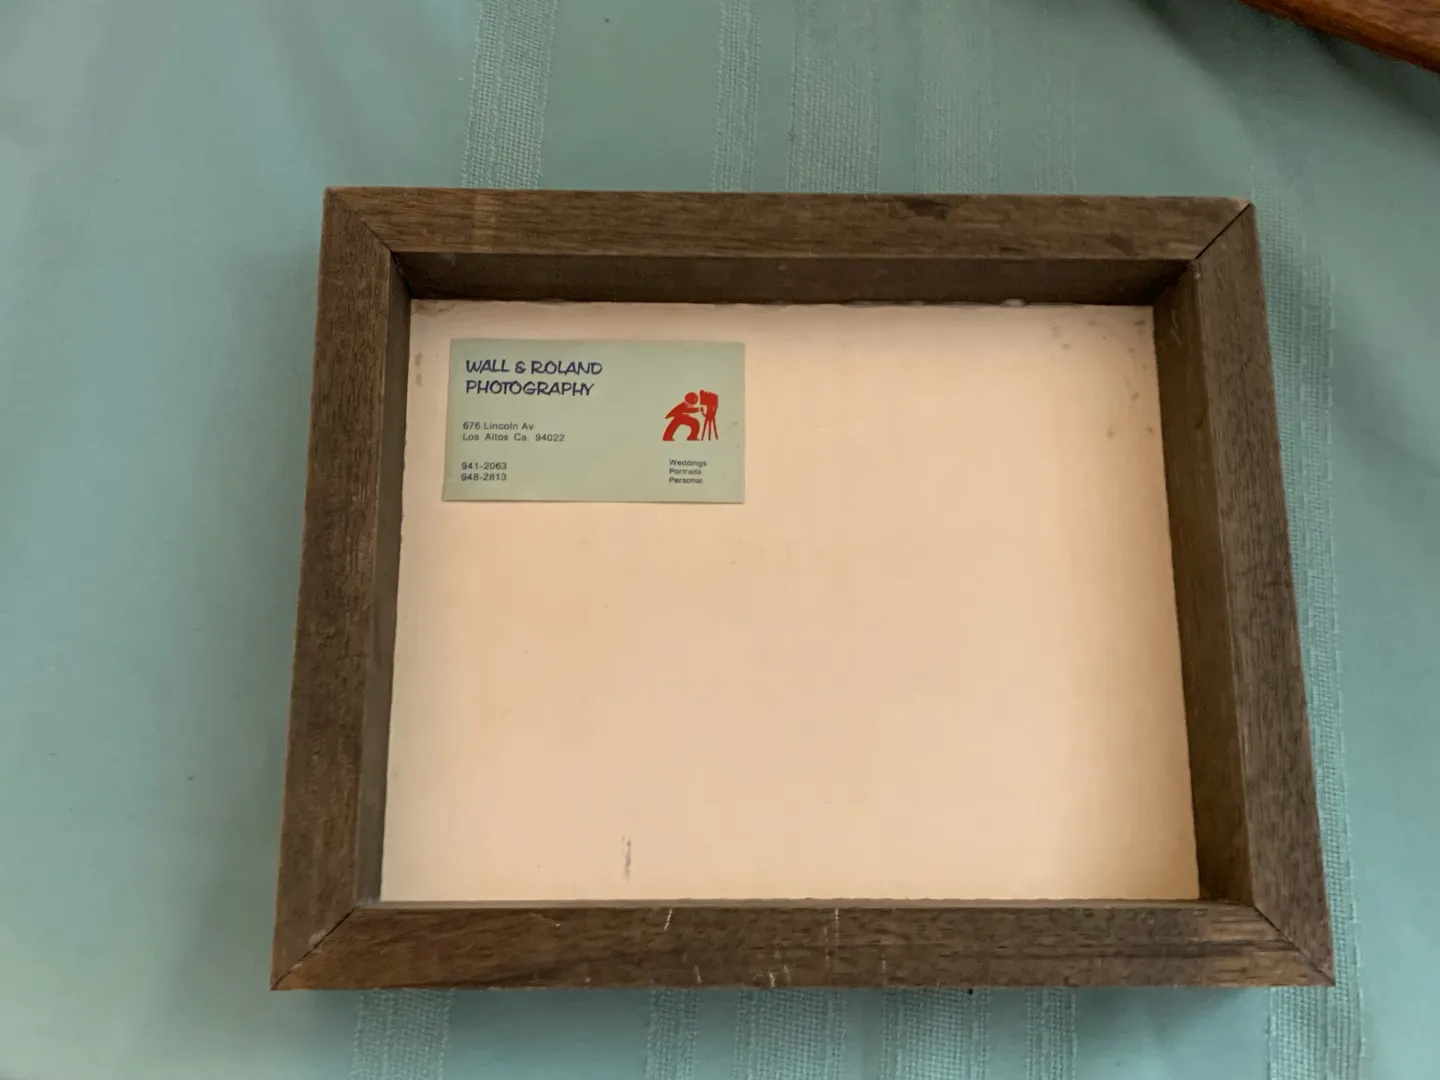 WALL & ROLAND
PHOTOGRAPHY
676 Lincoln Av
Los Altos Ca. 94022
941-2063
948-2813
Weddings
Portraits
Personal